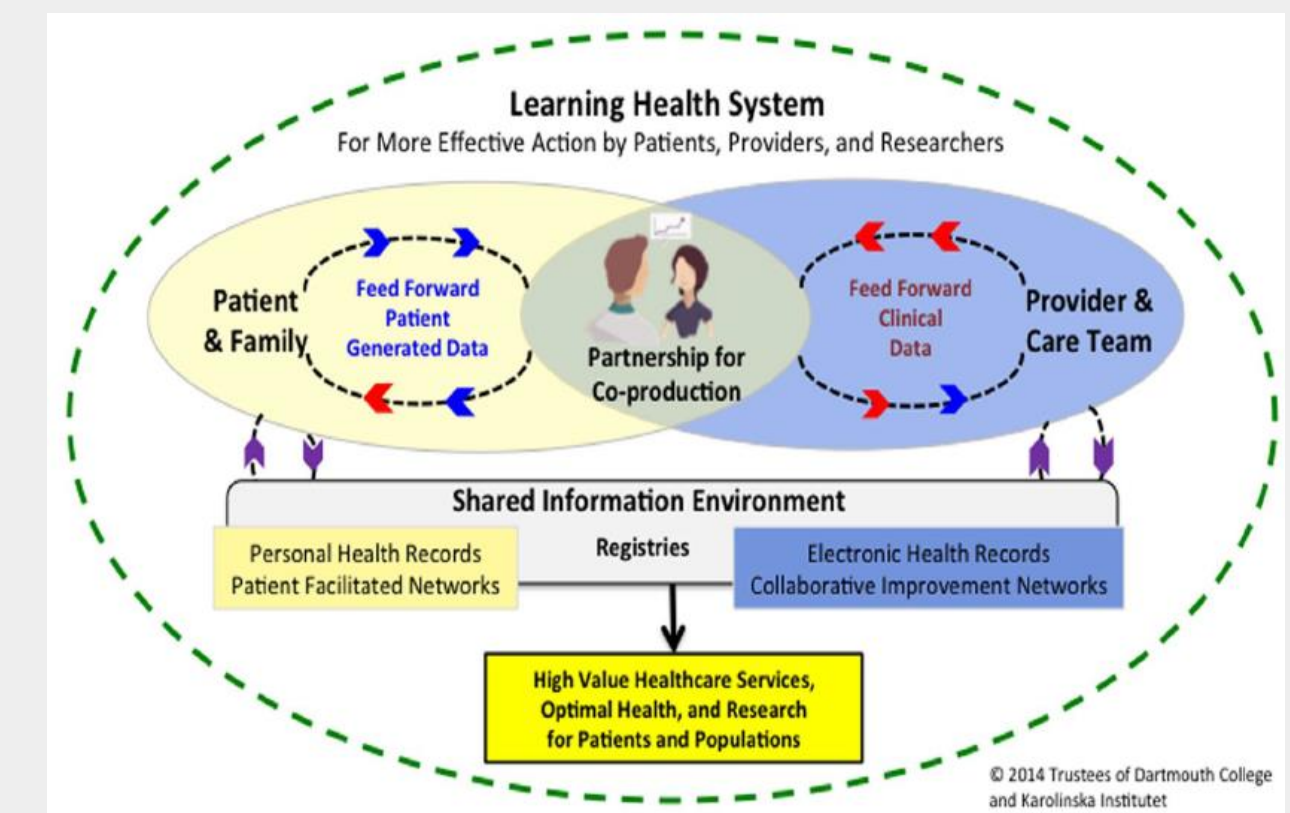 Learning Health System
For More Effective Action by Patients, Providers, and Researchers
Patient
& Family
Feed Forward
Patient
Generated Data
Partnership for
Co-production
Feed Forward
Clinical
Data
Provider &
Care Team
Shared Information Environment
Personal Health Records
Patient Facilitated Networks
Registries
Electronic Health Records
Collaborative Improvement Networks
High Value Healthcare Services,
Optimal Health, and Research
for Patients and Populations
© 2014 Trustees of Dartmouth College
and Karolinska Institutet